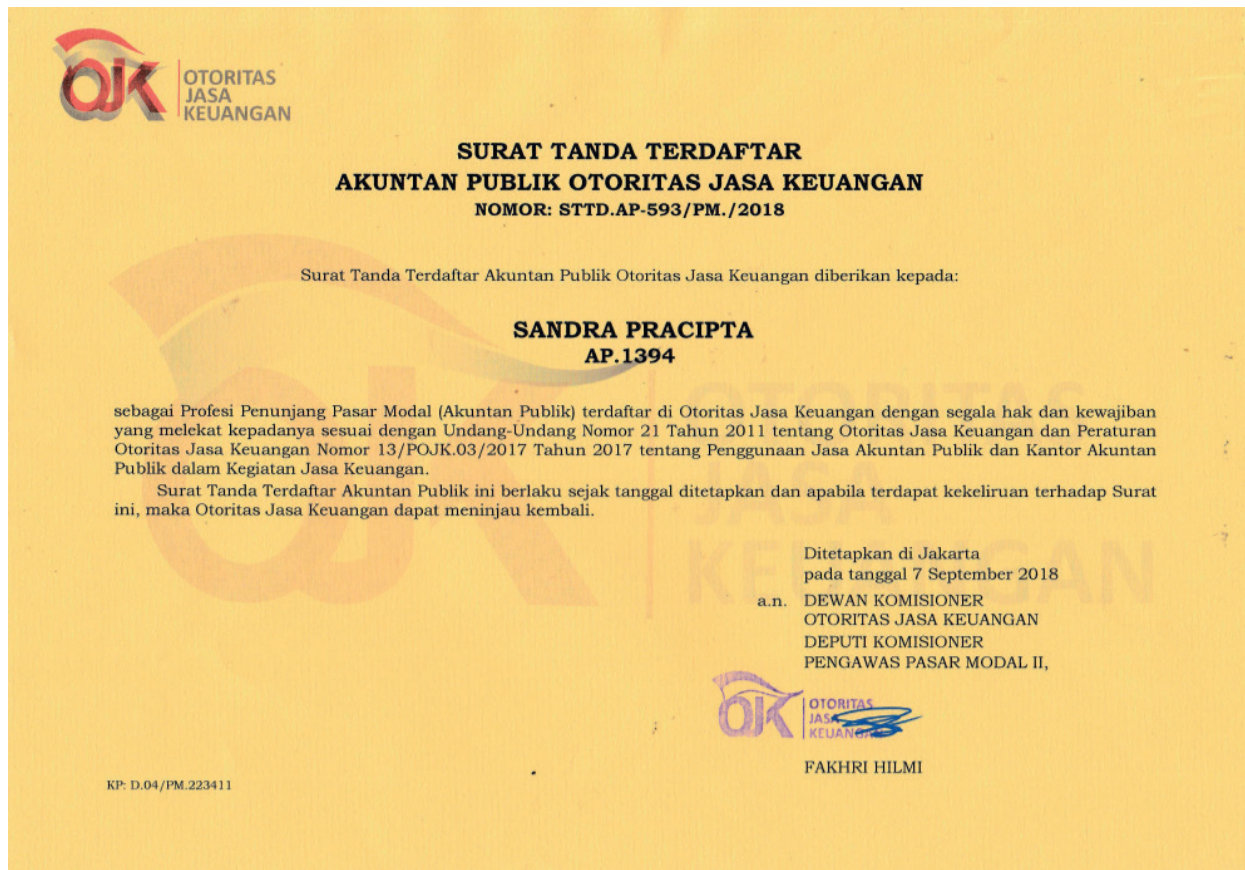 OJK OTORITAS
JASA
KEUANGAN
SURAT TANDA TERDAFTAR
AKUNTAN PUBLIK OTORITAS JASA KEUANGAN
NOMOR: STTD.AP-593/PM./2018
Surat Tanda Terdaftar Akuntan Publik Otoritas Jasa Keuangan diberikan kepada:
SANDRA PRACIPTA
AP.1394
sebagai Profesi Penunjang Pasar Modal (Akuntan Publik) terdaftar di Otoritas Jasa Keuangan dengan segala hak dan kewajiban
yang melekat kepadanya sesuai dengan Undang-Undang Nomor 21 Tahun 2011 tentang Otoritas Jasa Keuangan dan Peraturan
Otoritas Jasa Keuangan Nomor 13/POJK.03/2017 Tahun 2017 tentang Penggunaan Jasa Akuntan Publik dan Kantor Akuntan
Publik dalam Kegiatan Jasa Keuangan.
Surat Tanda Terdaftar Akuntan Publik ini berlaku sejak tanggal ditetapkan dan apabila terdapat kekeliruan terhadap Surat
ini, maka Otoritas Jasa Keuangan dapat meninjau kembali.
OJK OTORITAS
JASA
KEUANGAN
Ditetapkan di Jakarta
pada tanggal 7 September 2018
a.n. DEWAN KOMISIONER
OTORITAS JASA KEUANGAN
DEPUTI KOMISIONER
PENGAWAS PASAR MODAL II,
OJK OTORITAS
JASA
KEUANGAN
FAKHRI HILMI
KP: D.04/PM.223411